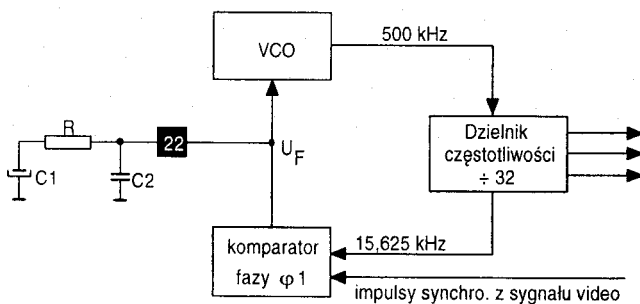 500 kHz
VCO
R
22
U_F
C1
C2
Dzielnik
częstotliwości
÷ 32
15,625 kHz
komparator
fazy φ 1
impulsy synchro. z sygnału video